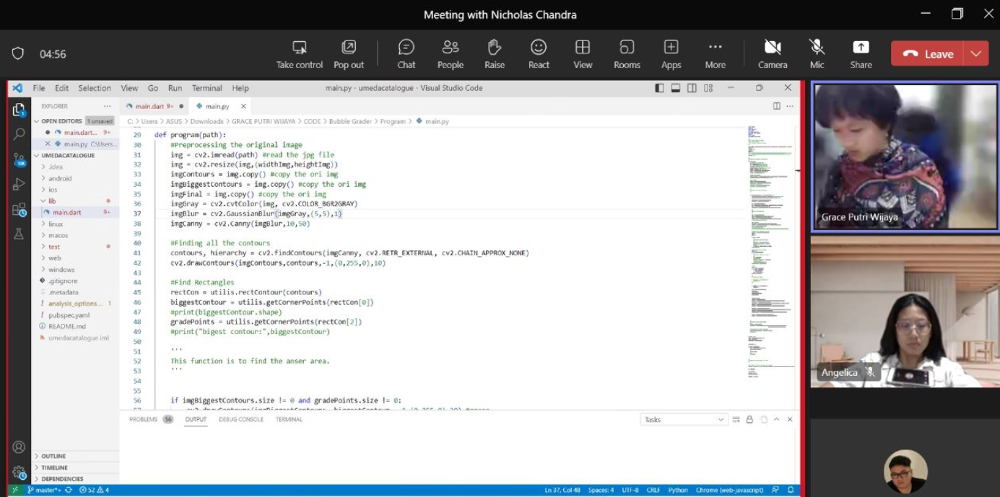 Meeting with Nicholas Chandra
04:56
Take control
Pop out
Chat
People
Raise
React
View
Rooms
Apps
More
Camera
Mic
Share
Leave
File Edit Selection View Go Run Terminal Help
main.py - umedacatalogue - Visual Studio Code
EXPLORER
OPEN EDITORS 1 unsaved
main.dart... 9+
main.py C:\Users...
UMEDACATALOGUE
.idea
android
ios
lib
main.dart 9+
linux
macos
test
web
windows
.gitignore
.metadata
analysis_options.... 1
pubspec.yaml
README.md
umedacatalogue.iml
OUTLINE
TIMELINE
DEPENDENCIES
main.dart 9+
main.py
C: > Users > ASUS > Downloads > GRACE PUTRI WIJAYA > CODE > Bubble Grader > Program > main.py
29 def program(path):
30 #Preprocessing the original image
31 img = cv2.imread(path) #read the jpg file
32 img = cv2.resize(img,(widthImg,heightImg))
33 imgContours = img.copy() #copy the ori img
34 imgBiggestContours = img.copy() #copy the ori img
35 imgFinal = img.copy() #copy the ori img
36 imgGray = cv2.cvtColor(img, cv2.COLOR_BGR2GRAY)
37 imgBlur = cv2.GaussianBlur(imgGray,(5,5),1)
38 imgCanny = cv2.Canny(imgBlur,10,50)
39
40 #Finding all the contours
41 contours, hierarchy = cv2.findContours(imgCanny, cv2.RETR_EXTERNAL, cv2.CHAIN_APPROX_NONE)
42 cv2.drawContours(imgContours,contours,-1,(0,255,0),10)
43
44 #Find Rectangles
45 rectCon = utilis.rectContour(contours)
46 biggestContour = utilis.getCornerPoints(rectCon[0])
47 #print(biggestContour.shape)
48 gradePoints = utilis.getCornerPoints(rectCon[2])
49 #print("bigest contour:",biggestContour)
50
51 '''
52 This function is to find the anser area.
53 '''
54
55
56 if imgBiggestContours.size != 0 and gradePoints.size != 0:
PROBLEMS 56 OUTPUT DEBUG CONSOLE TERMINAL
Tasks
master*+ 52 4
Ln 37, Col 48 Spaces: 4 UTF-8 CRLF Python Chrome (web-javascript)
Grace Putri Wijaya
Angelica